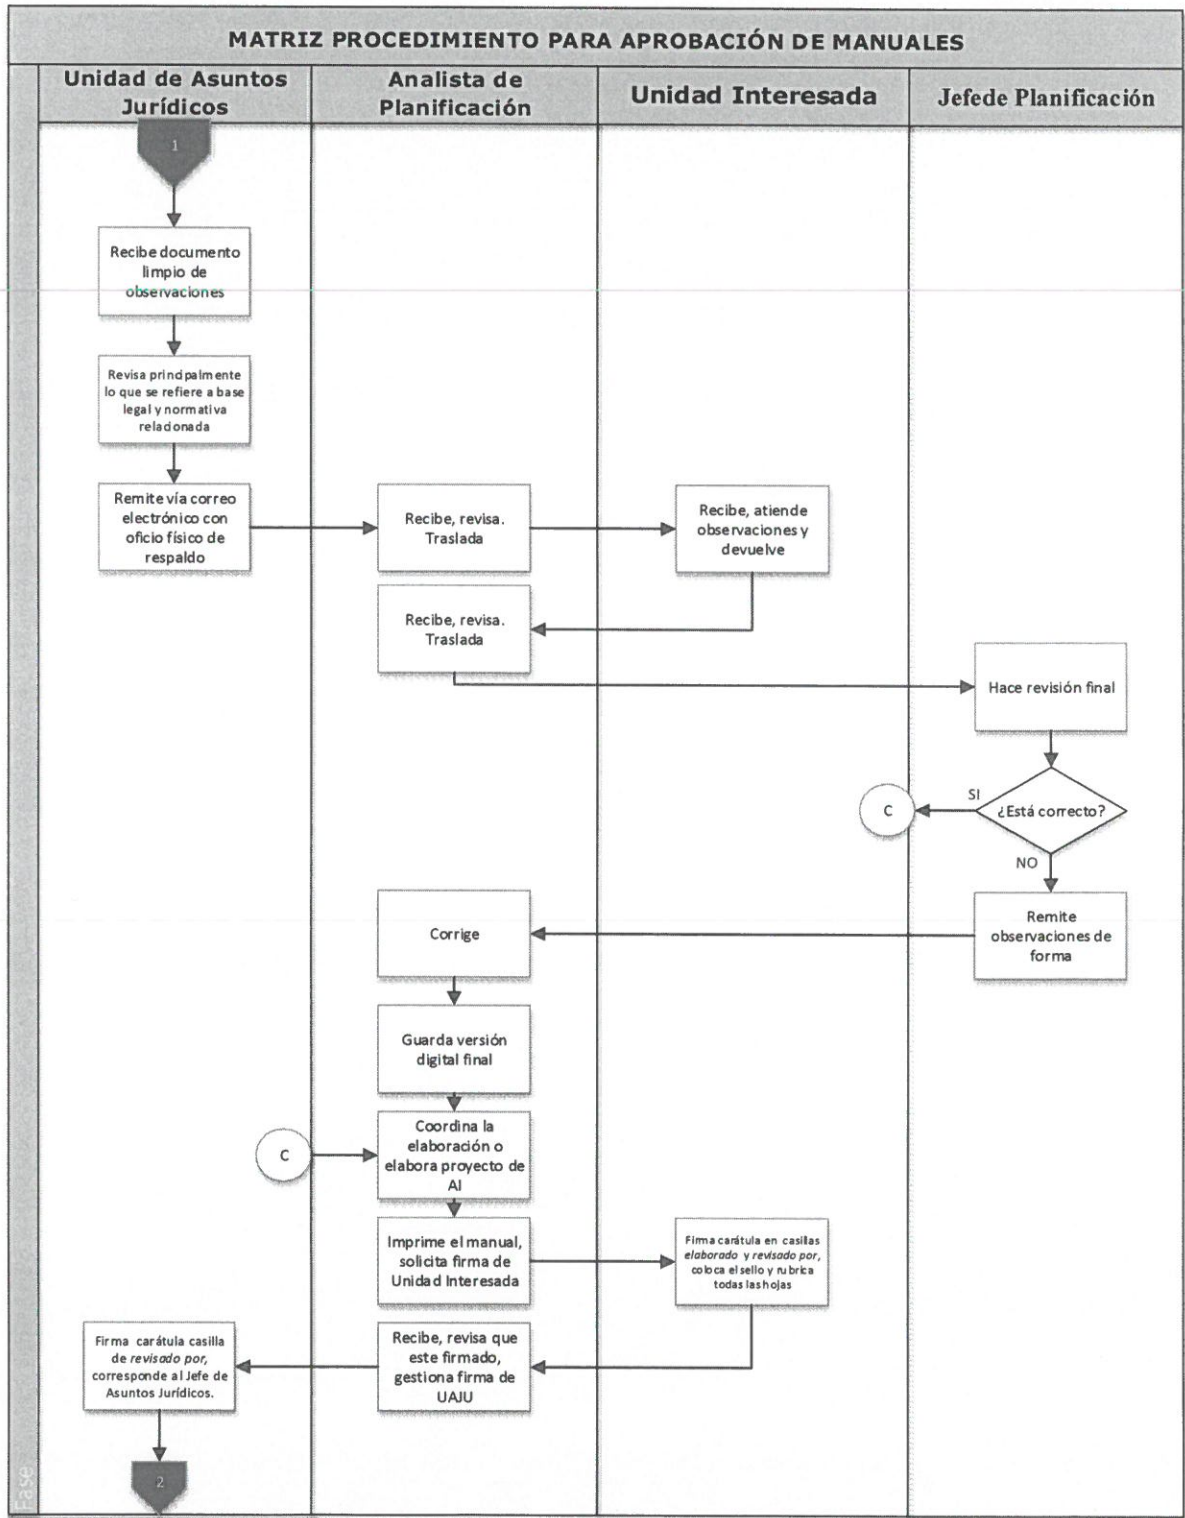 MATRIZ PROCEDIMIENTO PARA APROBACIÓN DE MANUALES
Unidad de Asuntos
Jurídicos
Analista de
Planificación
Unidad Interesada
Jefede Planificación
1
Recibe documento
limpio de
observaciones
Revisa principalmente
lo que se refiere a base
legal y normativa
relacionada
Remite vía correo
electrónico con
oficio físico de
respaldo
Recibe, revisa.
Traslada
Recibe, atiende
observaciones y
devuelve
Recibe, revisa.
Traslada
Hace revisión final
¿Está correcto?
SI
C
NO
Remite
observaciones de
forma
Corrige
Guarda versión
digital final
C
Coordina la
elaboración o
elabora proyecto de
AI
Imprime el manual,
solicita firma de
Unidad Interesada
Firma carátula en casillas
elaborado y revisado por,
coloca el sello y rubrica
todas las hojas
Recibe, revisa que
este firmado,
gestiona firma de
UAJU
Firma carátula casilla
de revisado por,
corresponde al Jefe de
Asuntos Jurídicos.
2
Fase